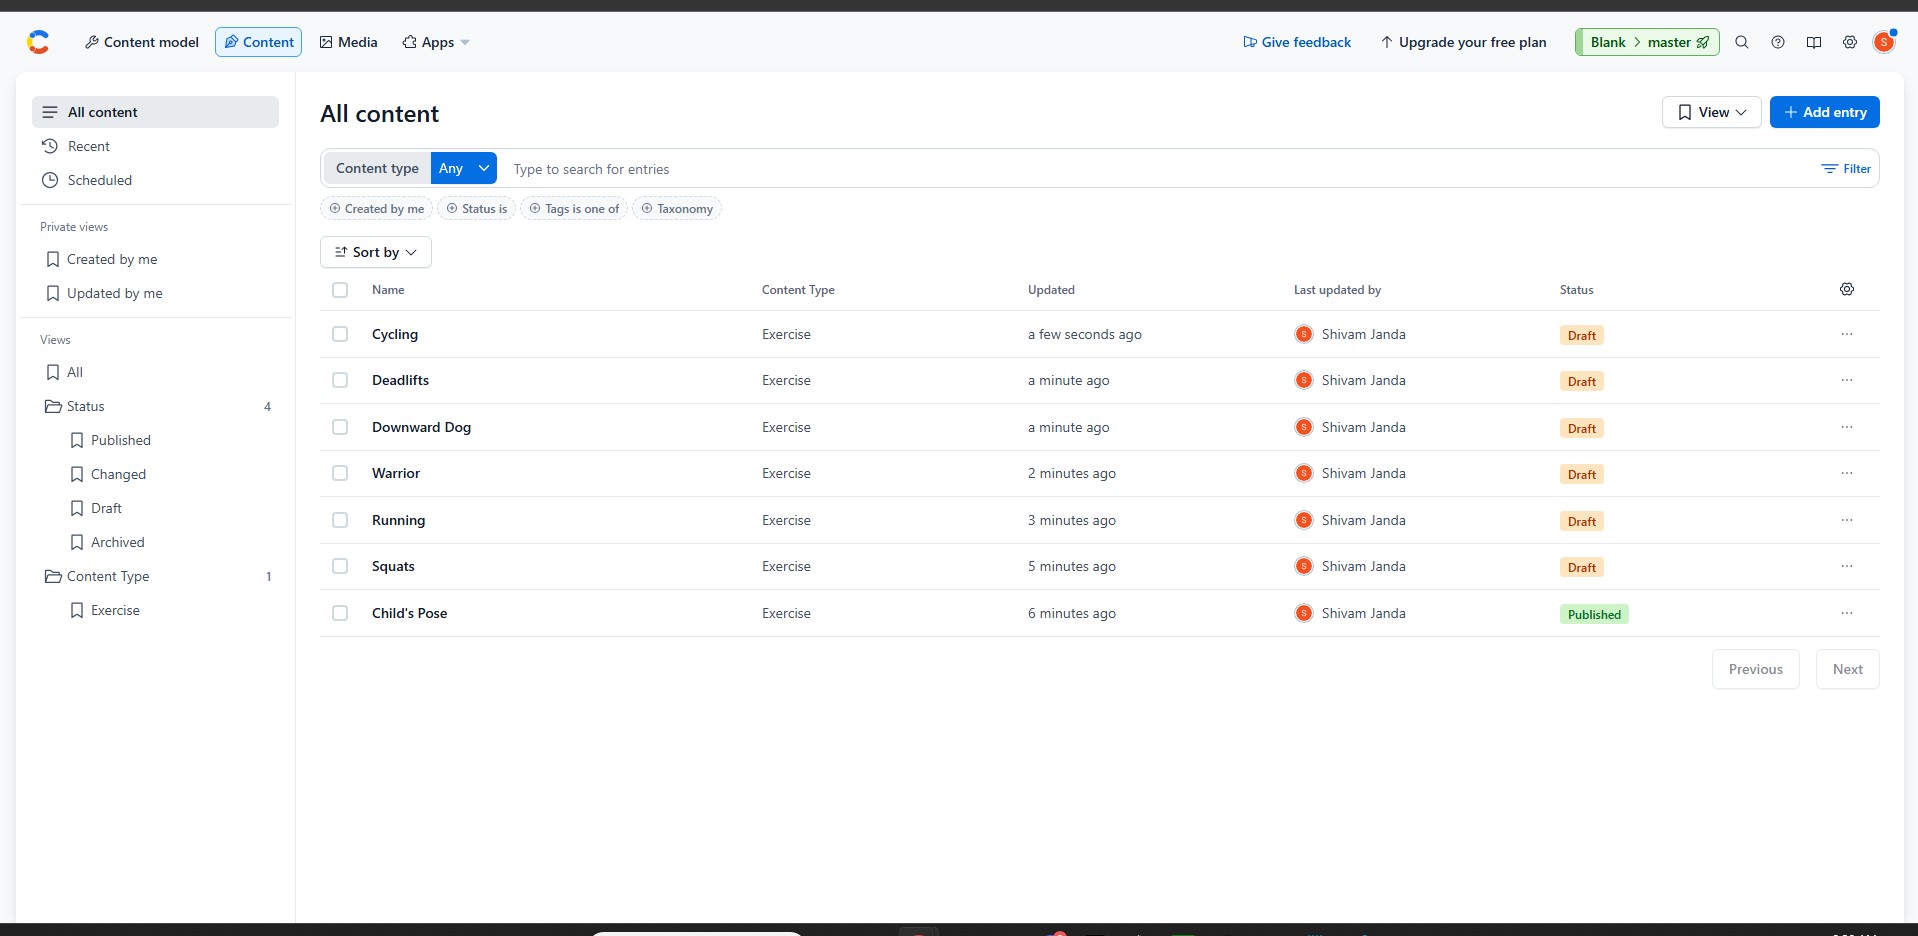 Content model Content Media Apps Give feedback Upgrade your free plan Blank > master S
All content
Recent
Scheduled
Private views
Created by me
Updated by me
Views
All
Status 4
Published
Changed
Draft
Archived
Content Type 1
Exercise
All content View Add entry
Content type Any Type to search for entries Filter
Created by me Status is Tags is one of Taxonomy
Sort by
Name Content Type Updated Last updated by Status
Cycling Exercise a few seconds ago S Shivam Janda Draft ...
Deadlifts Exercise a minute ago S Shivam Janda Draft ...
Downward Dog Exercise a minute ago S Shivam Janda Draft ...
Warrior Exercise 2 minutes ago S Shivam Janda Draft ...
Running Exercise 3 minutes ago S Shivam Janda Draft ...
Squats Exercise 5 minutes ago S Shivam Janda Draft ...
Child's Pose Exercise 6 minutes ago S Shivam Janda Published ...
Previous Next